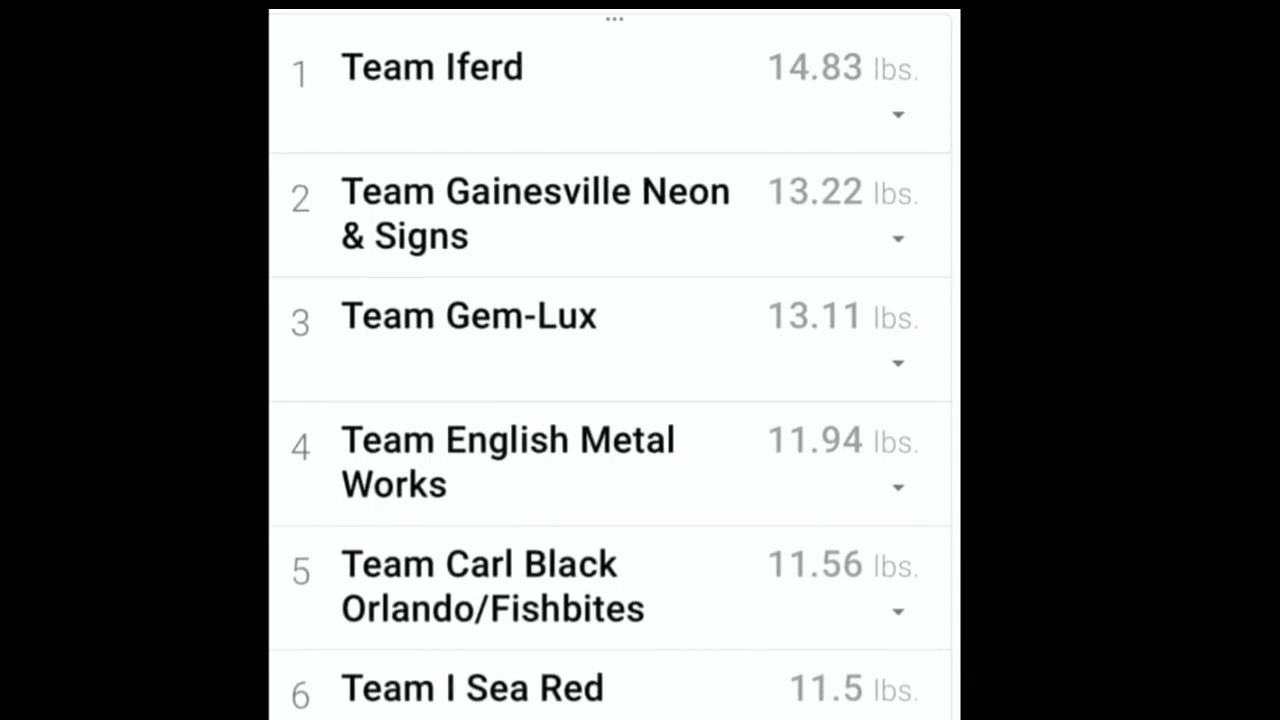 1 Team Iferd 14.83 lbs.
2 Team Gainesville Neon 13.22 lbs.
& Signs
3 Team Gem-Lux 13.11 lbs.
4 Team English Metal 11.94 lbs.
Works
5 Team Carl Black 11.56 lbs.
Orlando/Fishbites
6 Team I Sea Red 11.5 lbs.